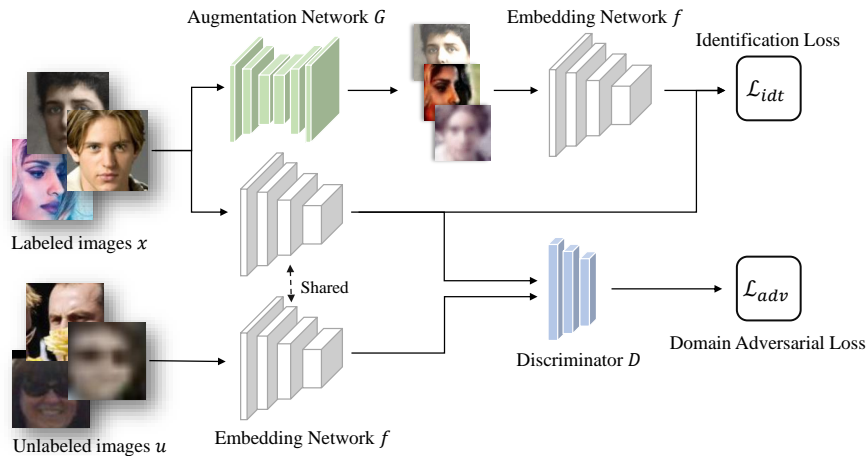 Augmentation Network G
Embedding Network f
Identification Loss
ℒ𝑖𝑑𝑡
Labeled images x
Shared
ℒ𝑎𝑑𝑣
Discriminator D
Domain Adversarial Loss
Unlabeled images u
Embedding Network f